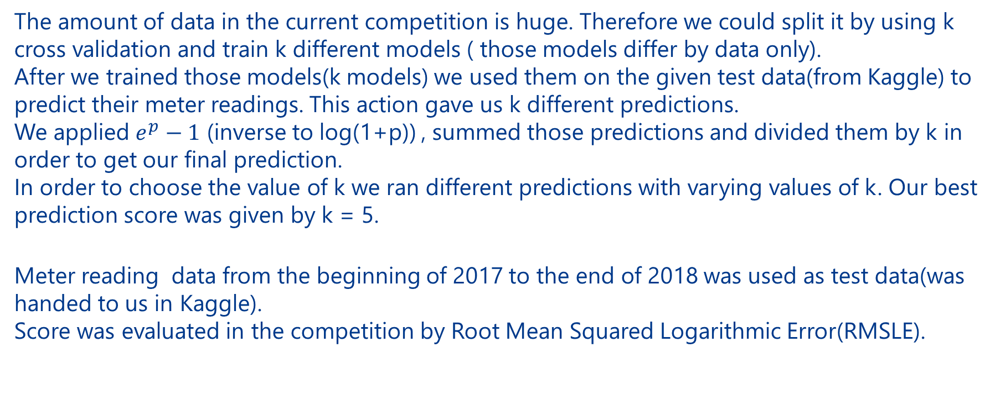 The amount of data in the current competition is huge. Therefore we could split it by using k
cross validation and train k different models ( those models differ by data only).
After we trained those models(k models) we used them on the given test data(from Kaggle) to
predict their meter readings. This action gave us k different predictions.
We applied 𝑒ᵖ − 1 (inverse to log(1+p)) , summed those predictions and divided them by k in
order to get our final prediction.
In order to choose the value of k we ran different predictions with varying values of k. Our best
prediction score was given by k = 5.
Meter reading  data from the beginning of 2017 to the end of 2018 was used as test data(was
handed to us in Kaggle).
Score was evaluated in the competition by Root Mean Squared Logarithmic Error(RMSLE).